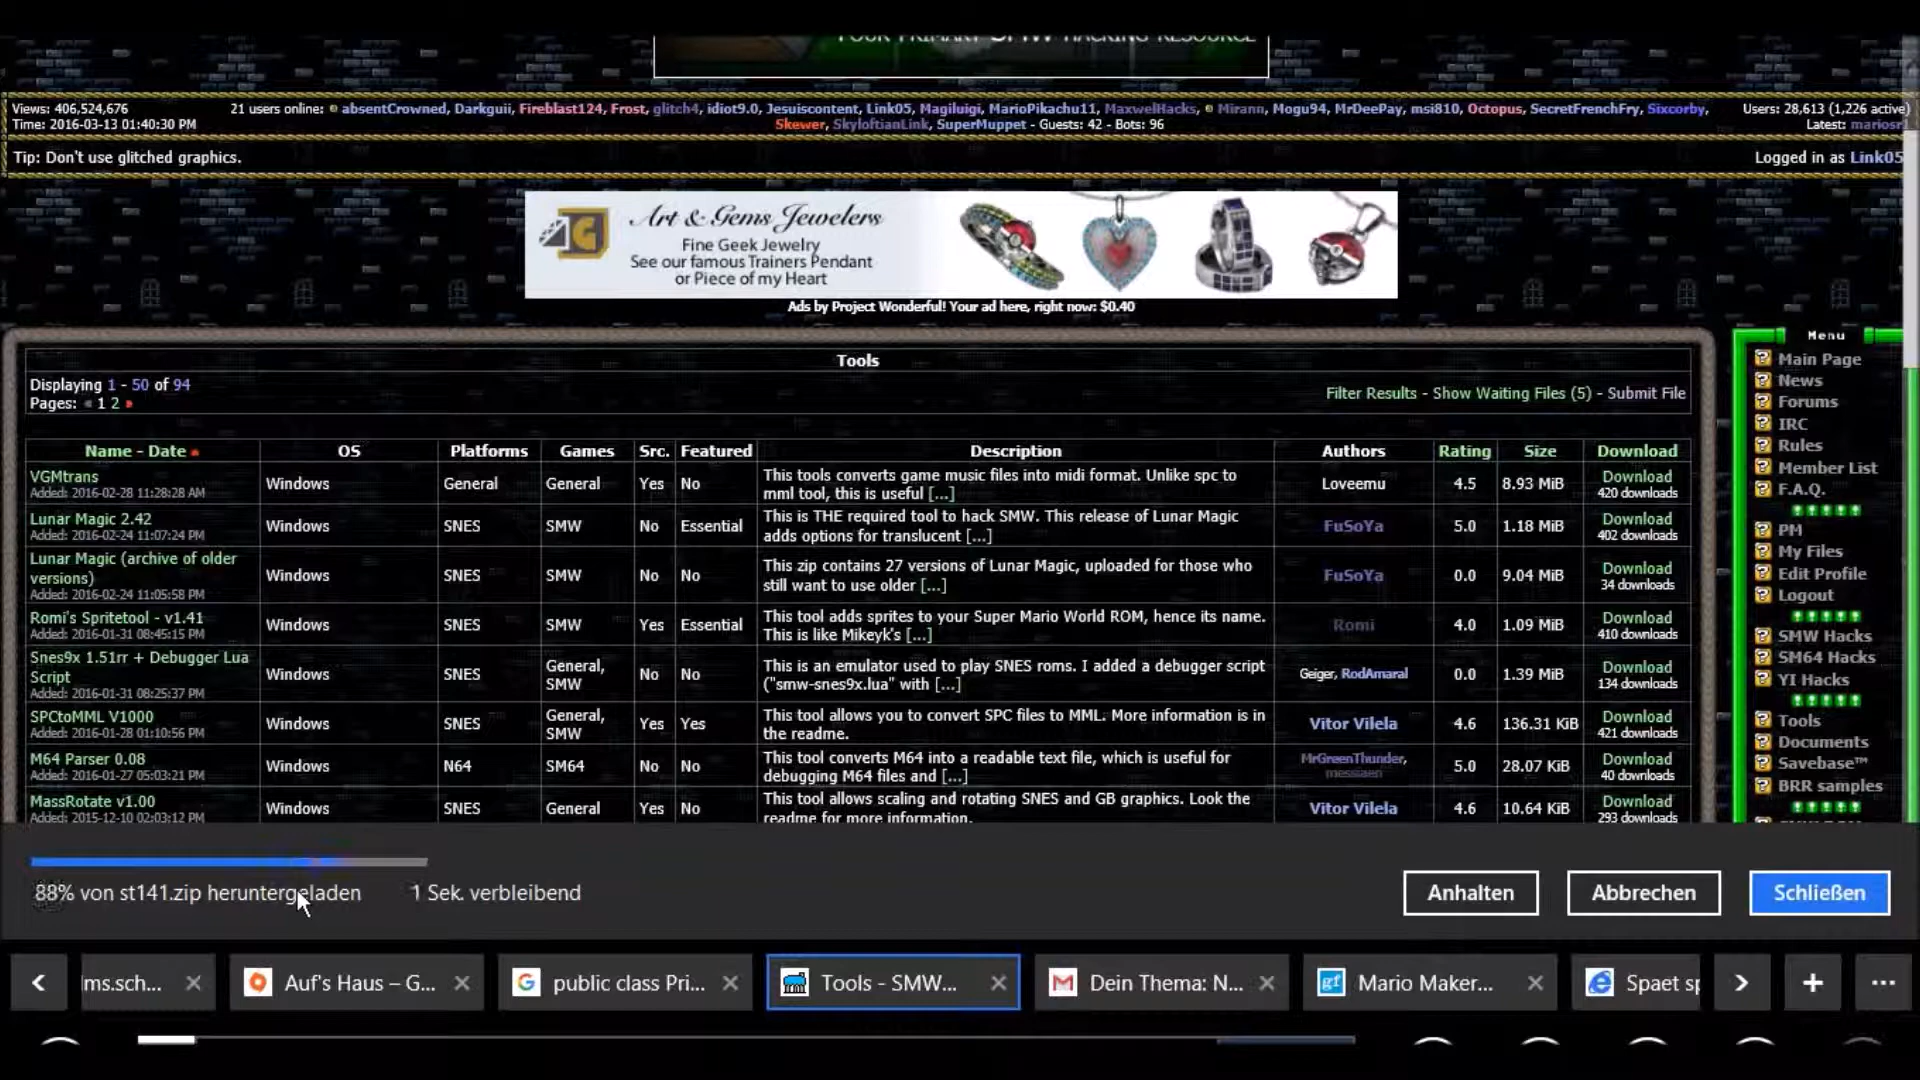 YOUR PRIMARY SMW HACKING RESOURCE
Views: 406,524,676
Time: 2016-03-13 01:40:30 PM
21 users online: absentCrowned, Darkguii, Fireblast124, Frost, glitch4, idiot9.0, Jesuiscontent, Link05, Magiluigi, MarioPikachu11, MaxwelHacks, Mirann, Mogu94, MrDeePay, msi810, Octopus, SecretFrenchFry, Sixcorby,
Skewer, SkyloftianLink, SuperMuppet - Guests: 42 - Bots: 96
Users: 28,613 (1,226 active)
Latest:
Tip: Don't use glitched graphics.
Logged in as Link05
AG
Art & Gems Jewelers
Fine Geek Jewelry
See our famous Trainers Pendant
or Piece of my Heart
Ads by Project Wonderful! Your ad here, right now: $0.40
Tools
Displaying 1 - 50 of 94
Pages: « 1 2 »
Filter Results - Show Waiting Files (5) - Submit File
Name - Date OS Platforms Games Src. Featured Description Authors Rating Size Download
VGMtrans
Added: 2016-02-28 11:28:28 AM
Windows General General Yes No
This tools converts game music files into midi format. Unlike spc to
mml tool, this is useful [...]
Loveemu 4.5 8.93 MiB
Download
420 downloads
Lunar Magic 2.42
Added: 2016-02-24 11:07:24 PM
Windows SNES SMW No Essential
This is THE required tool to hack SMW. This release of Lunar Magic
adds options for translucent [...]
FuSoYa 5.0 1.18 MiB
Download
402 downloads
Lunar Magic (archive of older
versions)
Added: 2016-02-24 11:05:58 PM
Windows SNES SMW No No
This zip contains 27 versions of Lunar Magic, uploaded for those who
still want to use older [...]
FuSoYa 0.0 9.04 MiB
Download
34 downloads
Romi's Spritetool - v1.41
Added: 2016-01-31 08:45:15 PM
Windows SNES SMW Yes Essential
This tool adds sprites to your Super Mario World ROM, hence its name.
This is like Mikeyk's [...]
Romi 4.0 1.09 MiB
Download
410 downloads
Snes9x 1.51rr + Debugger Lua
Script
Added: 2016-01-31 08:25:37 PM
Windows SNES
General,
SMW
No No
This is an emulator used to play SNES roms. I added a debugger script
("smw-snes9x.lua" with [...]
Geiger, RodAmaral 0.0 1.39 MiB
Download
134 downloads
SPCtoMML V1000
Added: 2016-01-28 01:10:56 PM
Windows SNES
General,
SMW
Yes Yes
This tool allows you to convert SPC files to MML. More information is in
the readme.
Vitor Vilela 4.6 136.31 KiB
Download
421 downloads
M64 Parser 0.08
Added: 2016-01-27 05:03:21 PM
Windows N64 SM64 No No
This tool converts M64 into a readable text file, which is useful for
debugging M64 files and [...]
MrGreenThunder,
messiaen
5.0 28.07 KiB
Download
40 downloads
MassRotate v1.00
Added: 2015-12-10 02:03:12 PM
Windows SNES General Yes No
This tool allows scaling and rotating SNES and GB graphics. Look the
readme for more information.
Vitor Vilela 4.6 10.64 KiB
Download
293 downloads
Menu
Main Page
News
Forums
IRC
Rules
Member List
F.A.Q.
PM
My Files
Edit Profile
Logout
SMW Hacks
SM64 Hacks
YI Hacks
Tools
Documents
Savebase™
BRR samples
88% von st141.zip heruntergeladen
1 Sek. verbleibend
Anhalten
Abbrechen
Schließen
lms.sch...
Auf's Haus – G...
public class Pri...
Tools - SMW...
Dein Thema: N...
gf
Mario Maker...
Spaet sp